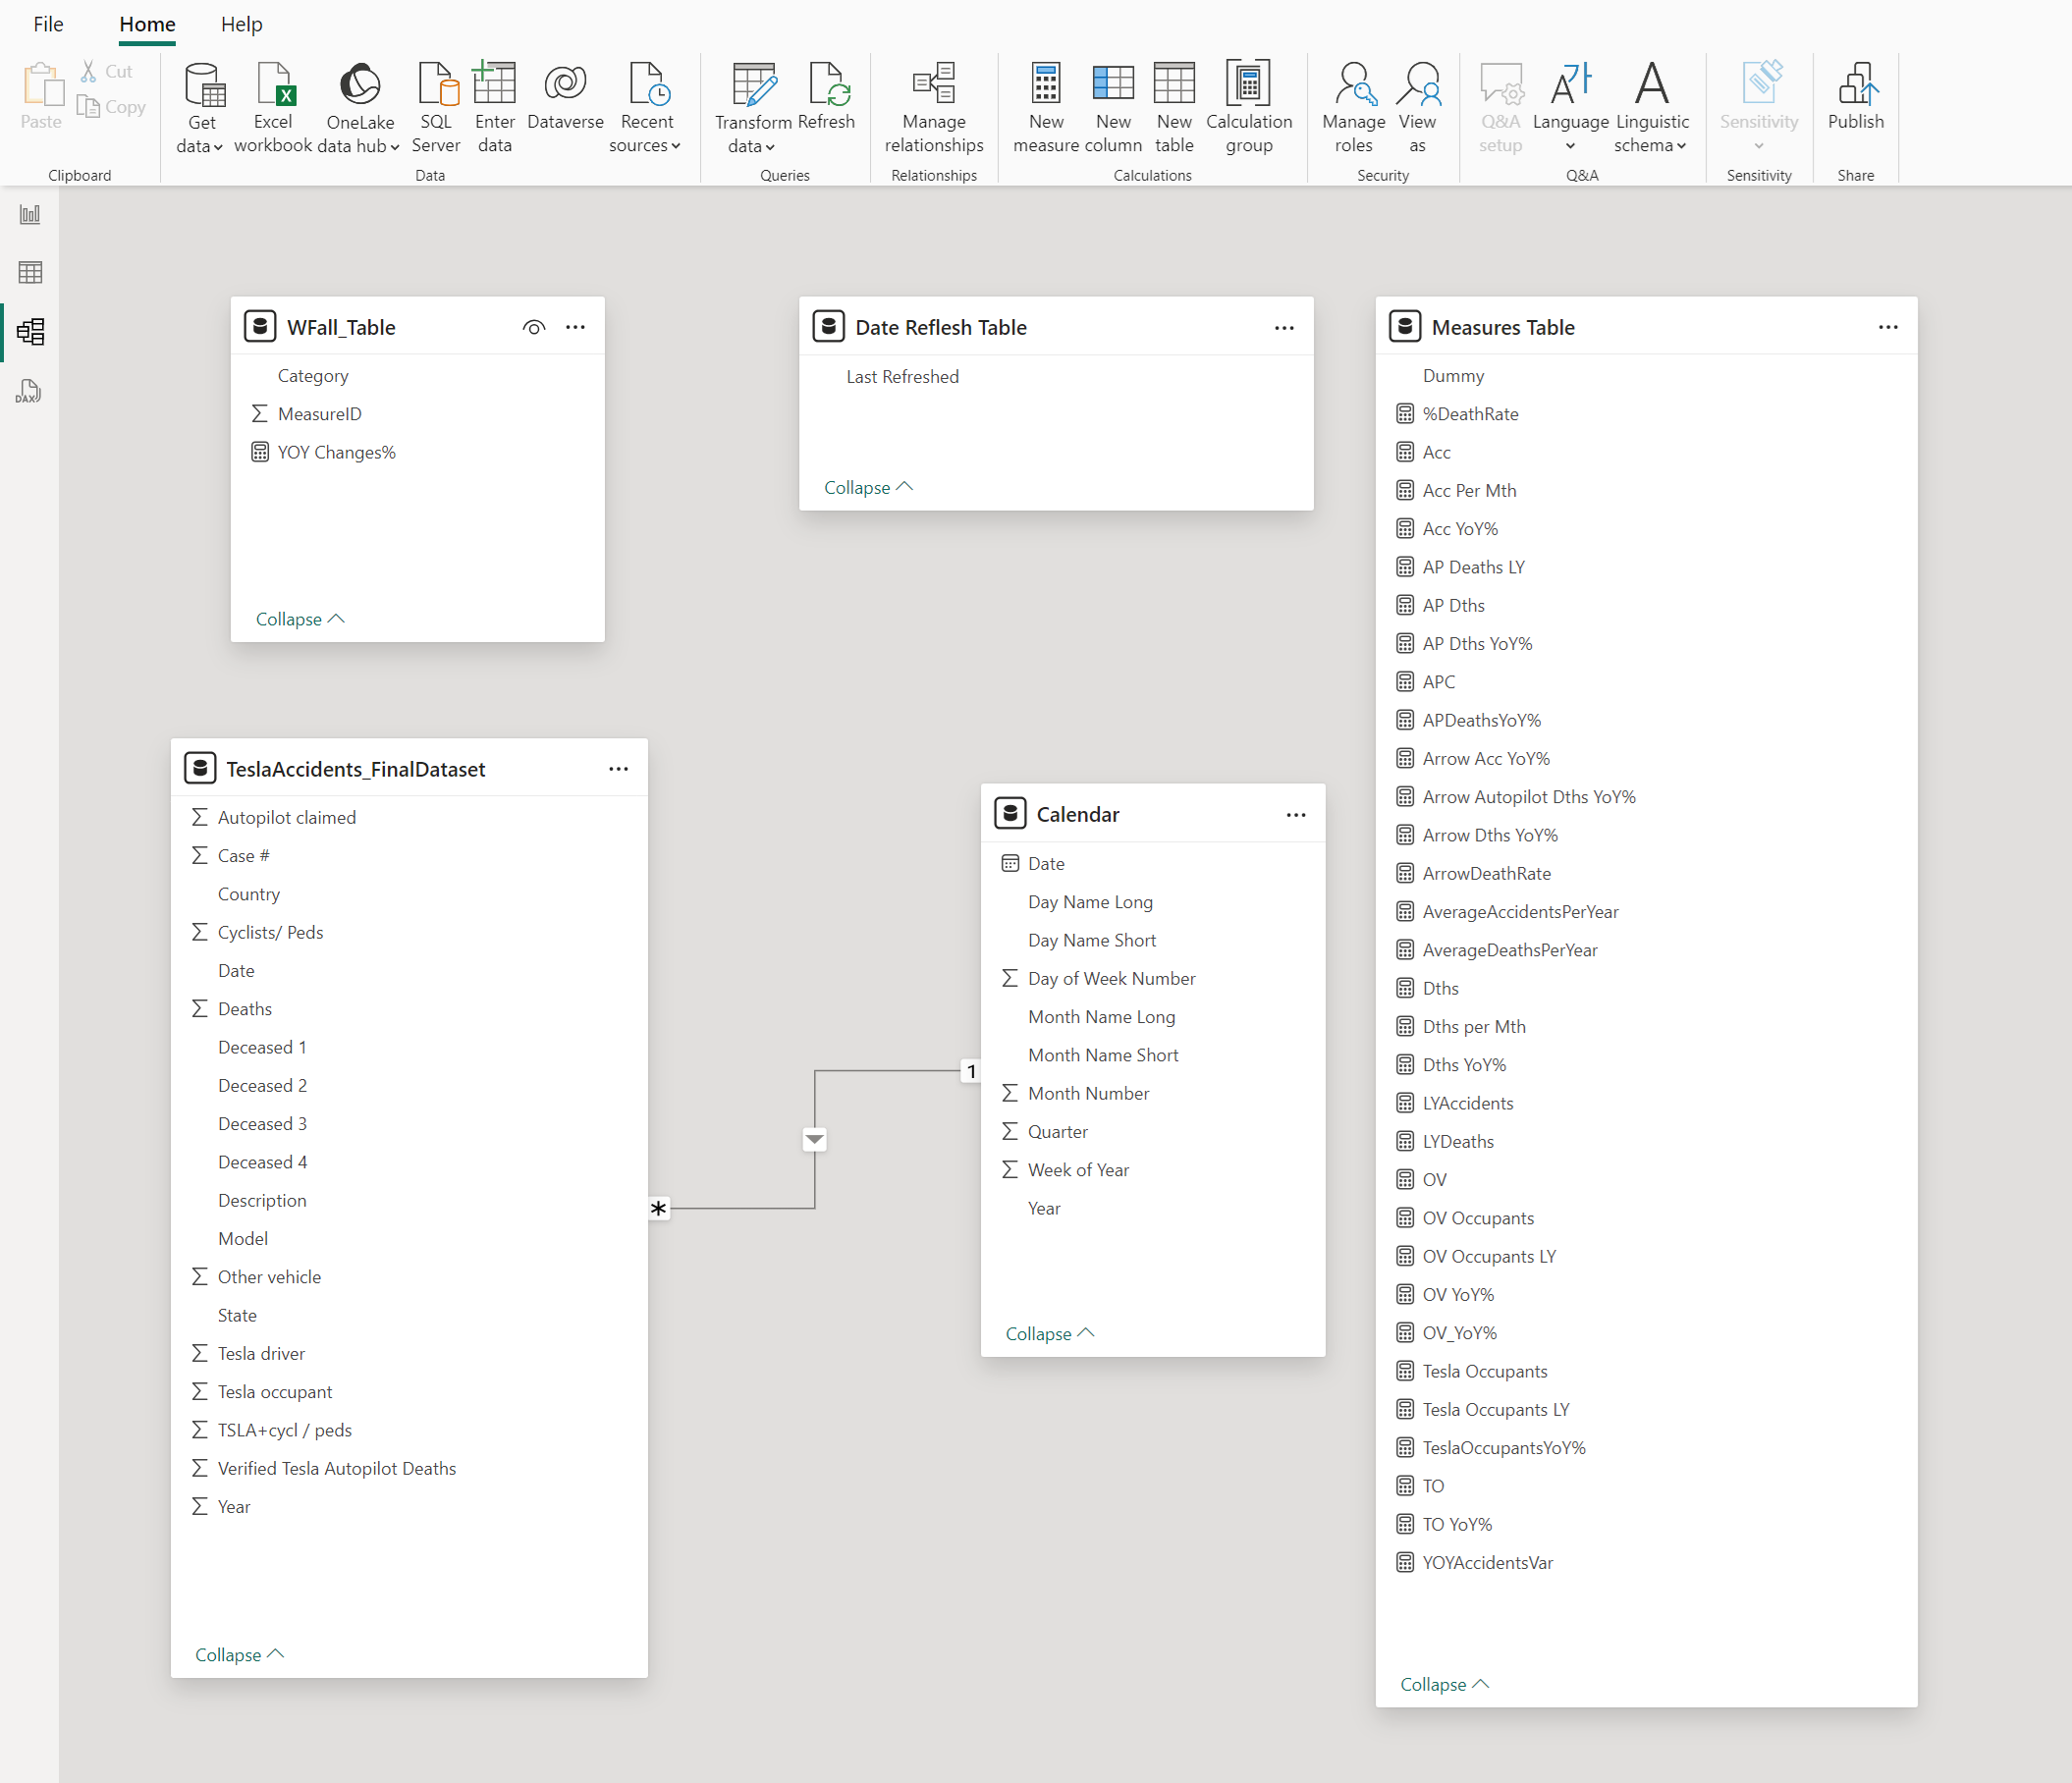 File Home Help
Paste
Cut
Copy
Clipboard
Get data
Excel workbook
OneLake data hub
SQL Server
Enter data
Dataverse
Recent sources
Data
Transform data
Refresh
Queries
Manage relationships
Relationships
New measure
New column
New table
Calculation group
Calculations
Manage roles
View as
Security
Q&A setup
Language
Linguistic schema
Q&A
Sensitivity
Sensitivity
Publish
Share
DAX
WFall_Table
Category
MeasureID
YOY Changes%
Collapse
Date Reflesh Table
Last Refreshed
Collapse
Measures Table
Dummy
%DeathRate
Acc
Acc Per Mth
Acc YoY%
AP Deaths LY
AP Dths
AP Dths YoY%
APC
APDeathsYoY%
Arrow Acc YoY%
Arrow Autopilot Dths YoY%
Arrow Dths YoY%
ArrowDeathRate
AverageAccidentsPerYear
AverageDeathsPerYear
Dths
Dths per Mth
Dths YoY%
LYAccidents
LYDeaths
OV
OV Occupants
OV Occupants LY
OV YoY%
OV_YoY%
Tesla Occupants
Tesla Occupants LY
TeslaOccupantsYoY%
TO
TO YoY%
YOYAccidentsVar
Collapse
TeslaAccidents_FinalDataset
Autopilot claimed
Case #
Country
Cyclists/ Peds
Date
Deaths
Deceased 1
Deceased 2
Deceased 3
Deceased 4
Description
Model
Other vehicle
State
Tesla driver
Tesla occupant
TSLA+cycl / peds
Verified Tesla Autopilot Deaths
Year
Collapse
*
1
Calendar
Date
Day Name Long
Day Name Short
Day of Week Number
Month Name Long
Month Name Short
Month Number
Quarter
Week of Year
Year
Collapse